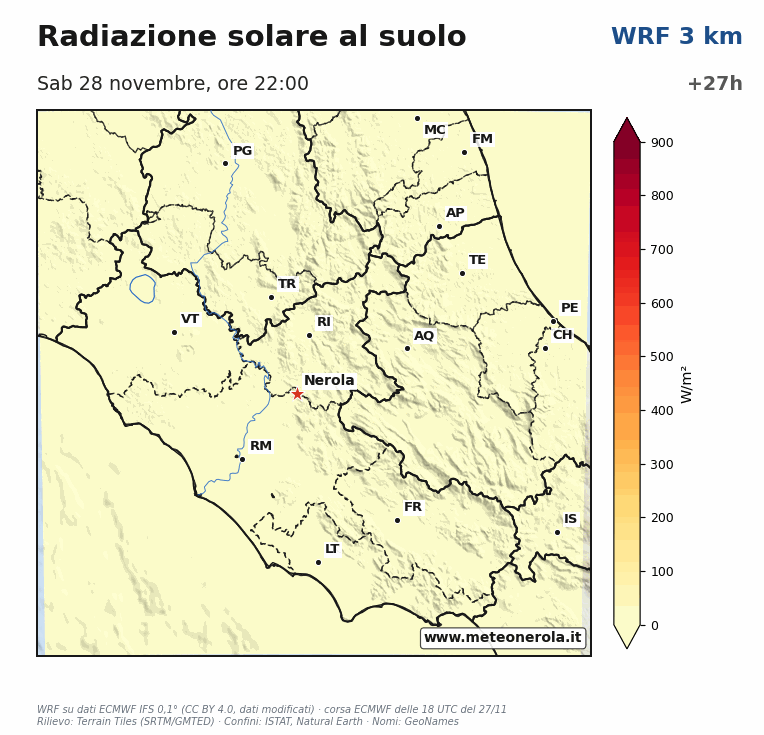 Radiazione solare al suolo
WRF 3 km
Sab 28 novembre, ore 22:00
+27h
MC
FM
PG
AP
TE
TR
PE
VT
RI
AQ
CH
Nerola
RM
FR
IS
LT
www.meteonerola.it
900
800
700
600
500
400
300
200
100
0
W/m²
WRF su dati ECMWF IFS 0,1° (CC BY 4.0, dati modificati) · corsa ECMWF delle 18 UTC del 27/11
Rilievo: Terrain Tiles (SRTM/GMTED) · Confini: ISTAT, Natural Earth · Nomi: GeoNames